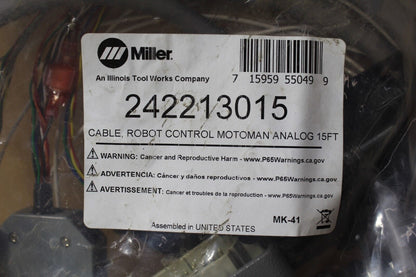 Miller®
An Illinois Tool Works Company
7 15959 55049 9
242213015
CABLE, ROBOT CONTROL MOTOMAN ANALOG 15FT
WARNING: Cancer and Reproductive Harm - www.P65Warnings.ca.gov
ADVERTENCIA: Cáncer y daños reproductivos - www.P65Warnings.ca.gov
AVERTISSEMENT: Cancer et troubles de la reproduction - www.P65Warnings.ca.gov
MK-41
Assembled in UNITED STATES